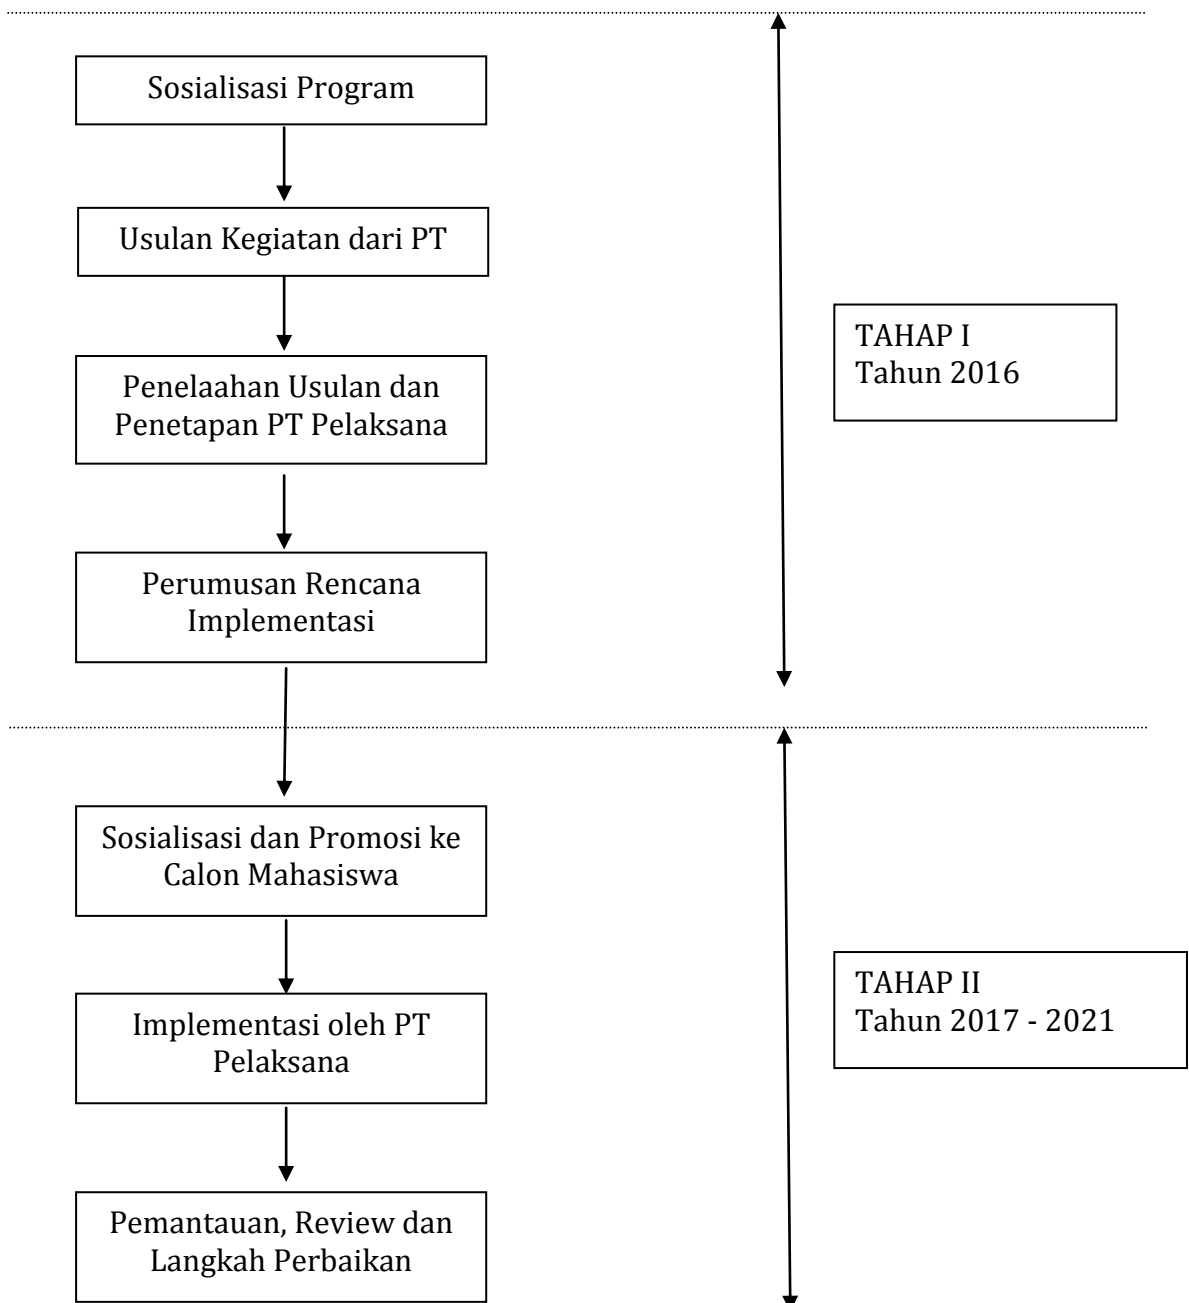 Sosialisasi Program
Usulan Kegiatan dari PT
Penelaahan Usulan dan
Penetapan PT Pelaksana
Perumusan Rencana
Implementasi
TAHAP I
Tahun 2016
Sosialisasi dan Promosi ke
Calon Mahasiswa
Implementasi oleh PT
Pelaksana
Pemantauan, Review dan
Langkah Perbaikan
TAHAP II
Tahun 2017 - 2021